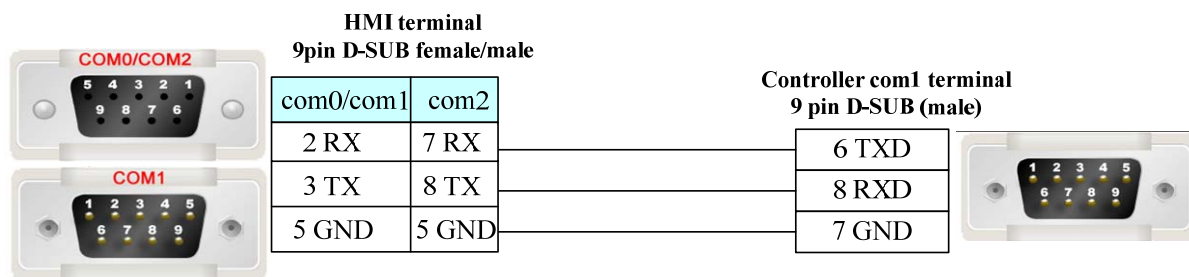 HMI terminal
9pin D-SUB female/male
COM0/COM2
5 4 3 2 1
9 8 7 6
COM1
1 2 3 4 5
6 7 8 9
com0/com1 com2
2 RX 7 RX
3 TX 8 TX
5 GND 5 GND
Controller com1 terminal
9 pin D-SUB (male)
6 TXD
8 RXD
7 GND
1 2 3 4 5
6 7 8 9